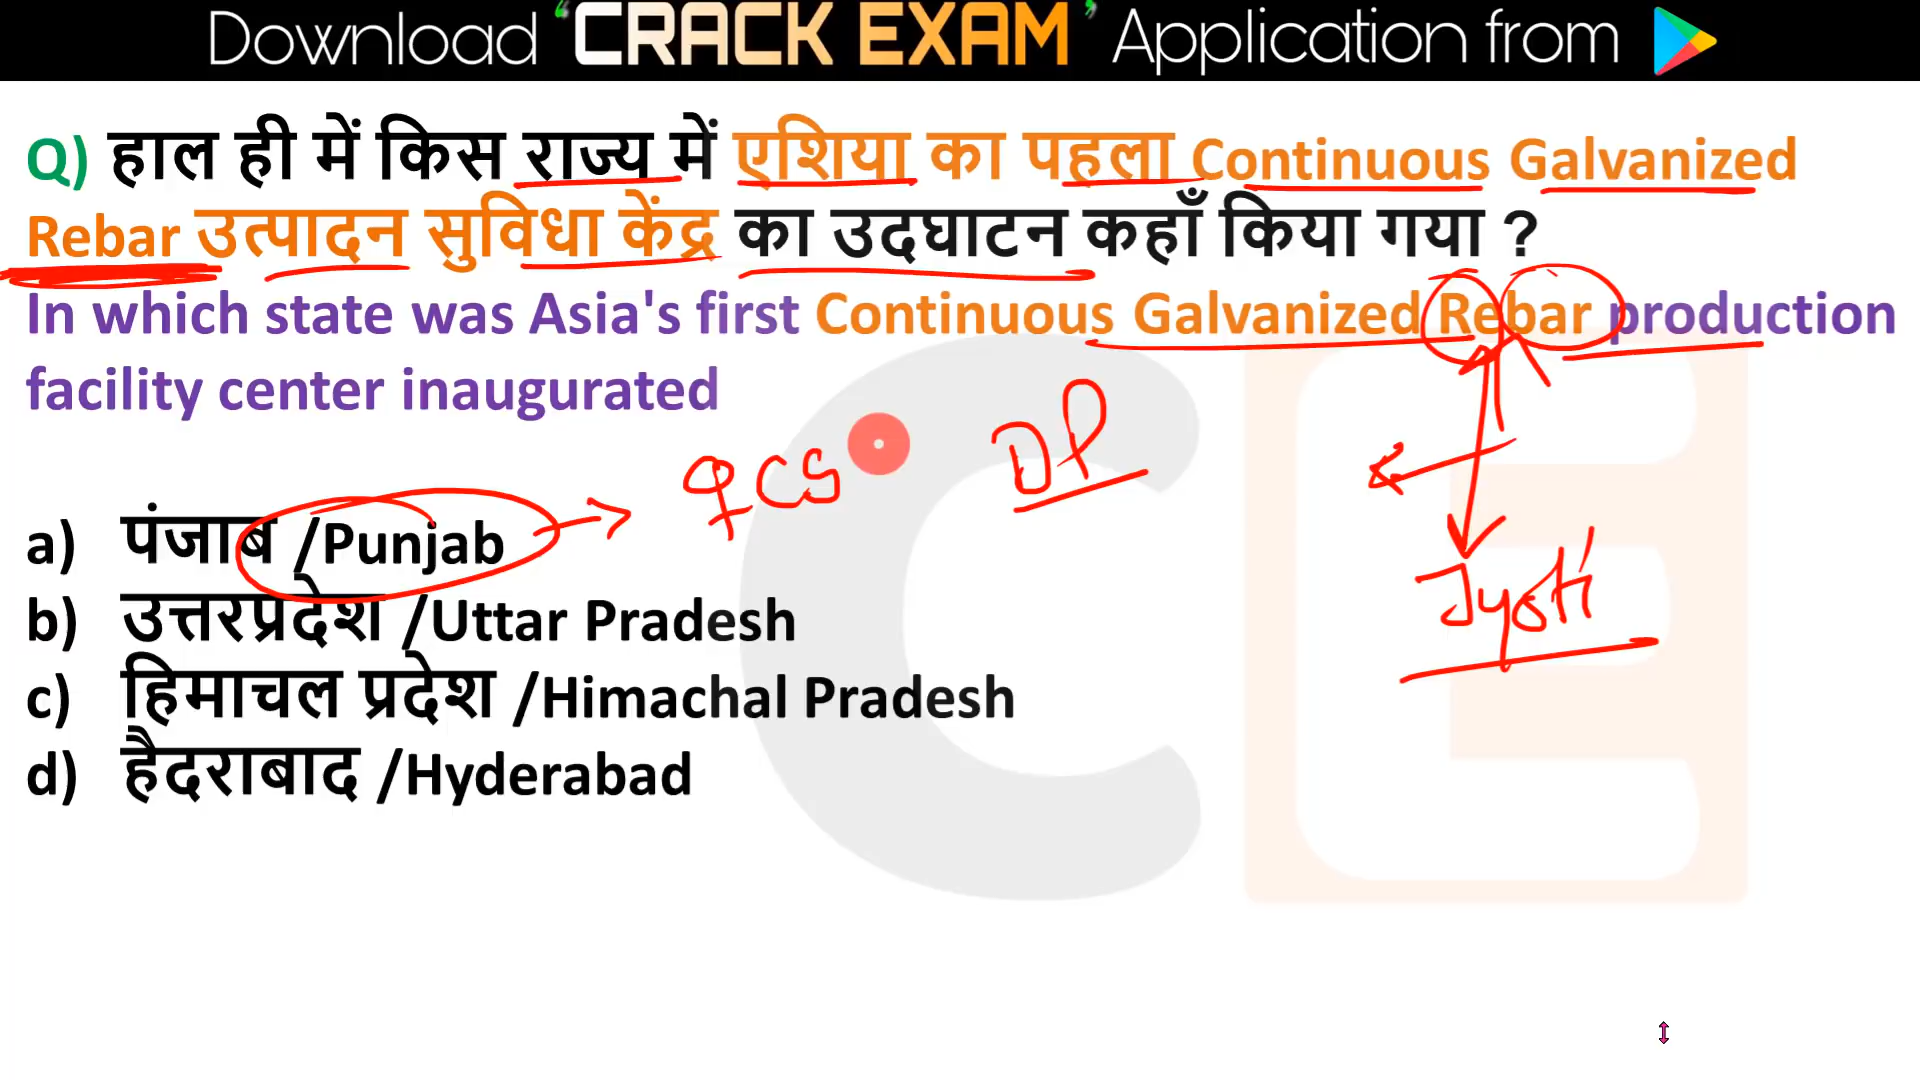 Download ‘CRACK EXAM’ Application from
Q) हाल ही में किस राज्य में एशिया का पहला Continuous Galvanized
Rebar उत्पादन सुविधा केंद्र का उदघाटन कहाँ किया गया ?
In which state was Asia's first Continuous Galvanized Rebar production
facility center inaugurated
DP
PCS
a) पंजाब /Punjab
b) उत्तरप्रदेश /Uttar Pradesh
Jyoti
c) हिमाचल प्रदेश /Himachal Pradesh
d) हैदराबाद /Hyderabad
CE